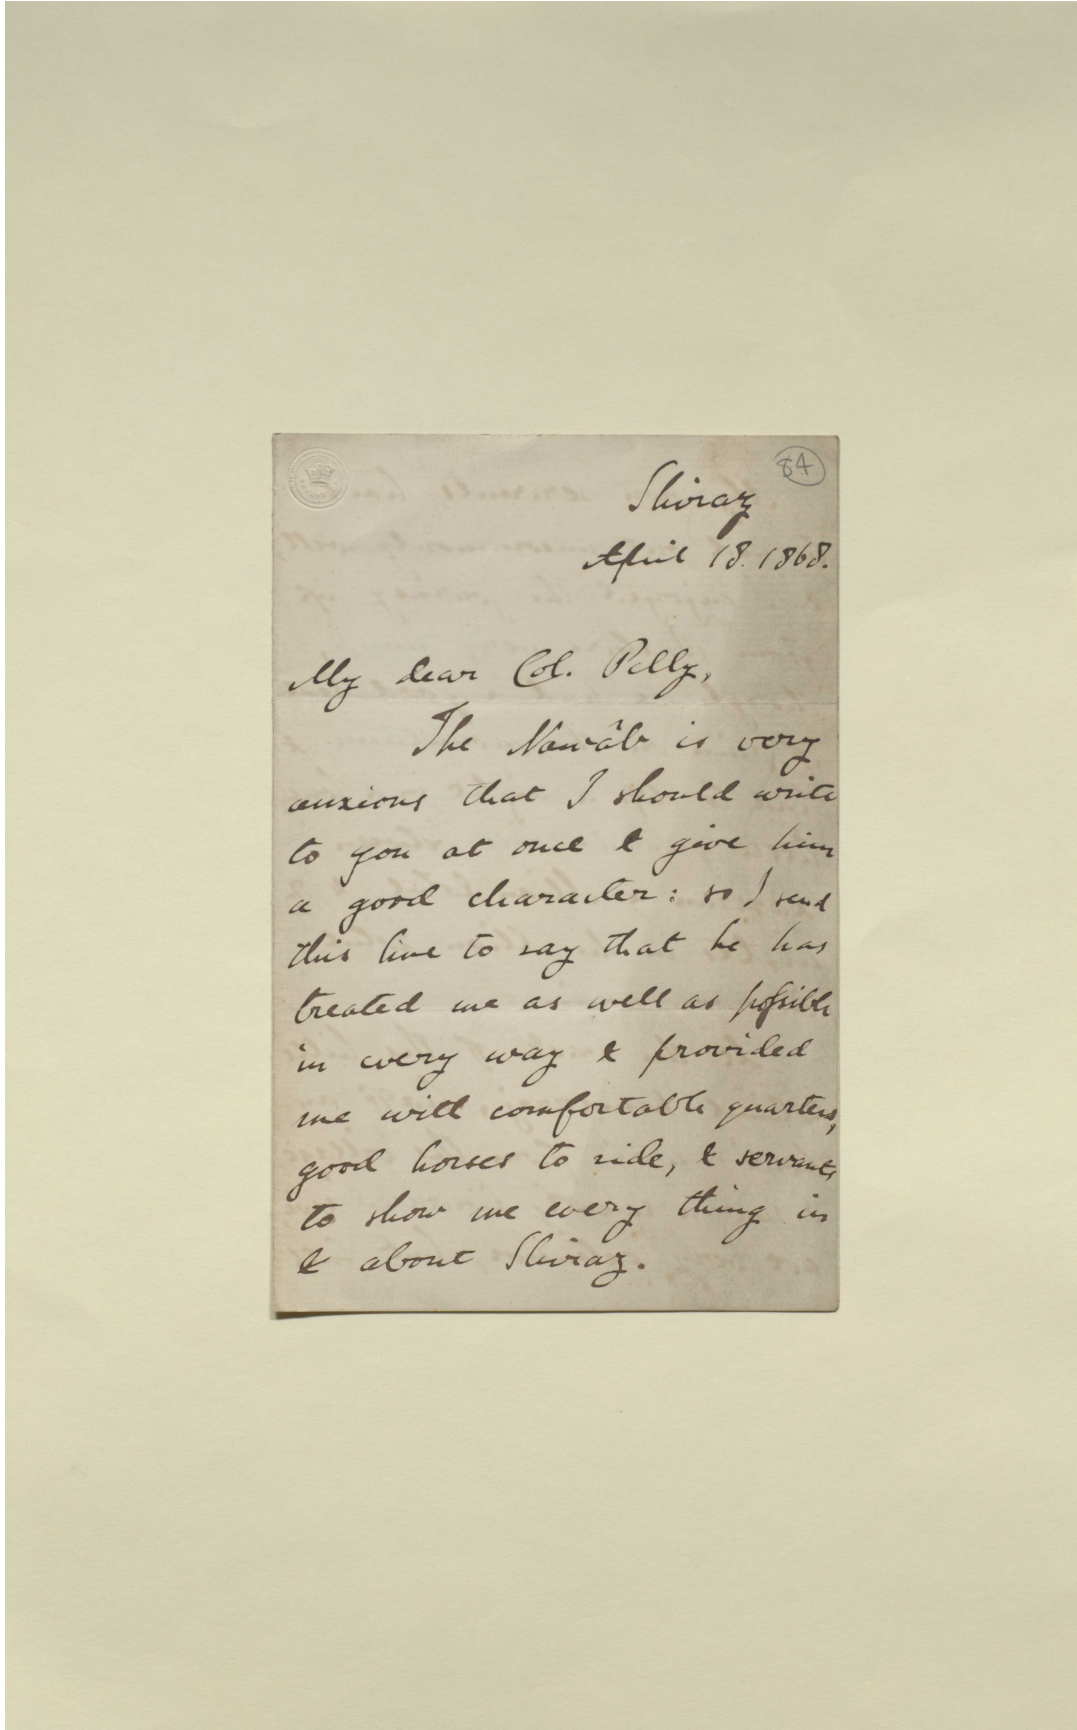 84
Shiraz
April 18. 1868.
My dear Col. Pelly,
The Nawâb is very
anxious that I should write
to you at once & give him
a good character: so I send
this line to say that he has
treated me as well as possible
in every way & provided
me with comfortable quarters,
good horses to ride, & servants
to show me every thing in
& about Shiraz.